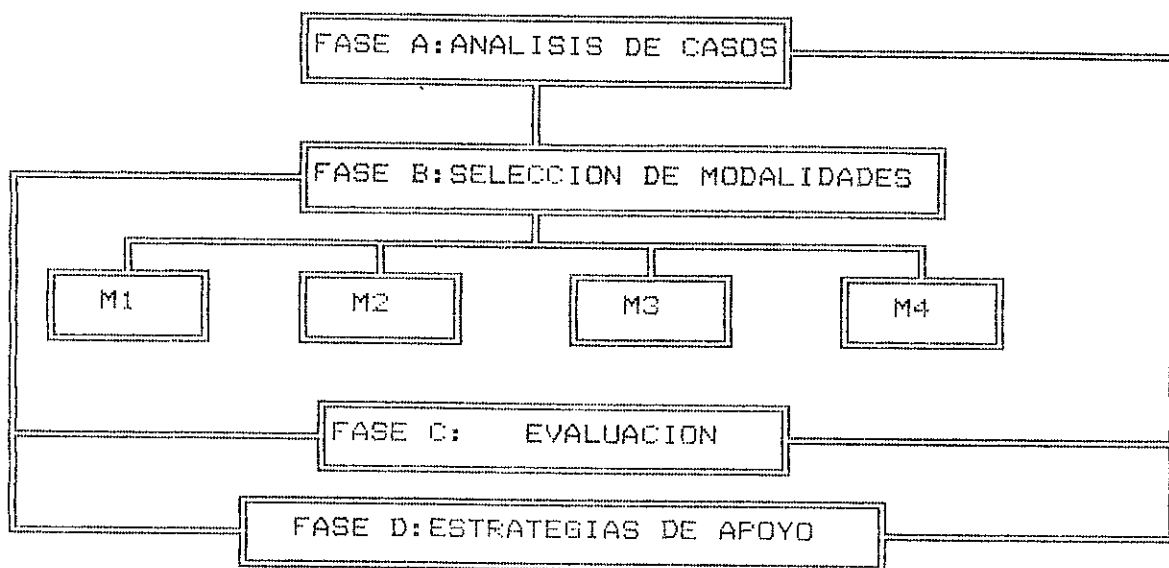 FASE A:ANALISIS DE CASOS
FASE B:SELECCION DE MODALIDADES
M1 M2 M3 M4
FASE C: EVALUACION
FASE D:ESTRATEGIAS DE APOYO